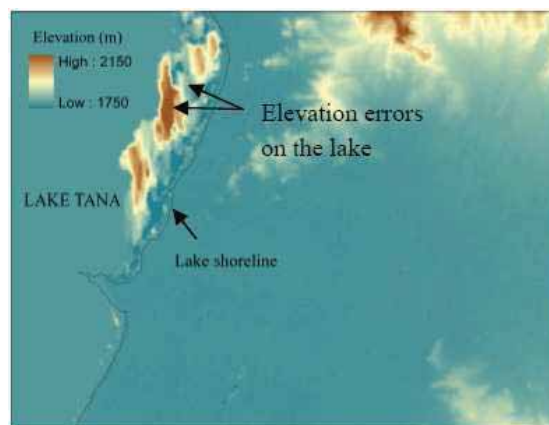 Elevation (m)
High : 2150
Low : 1750
Elevation errors
on the lake
LAKE TANA
Lake shoreline